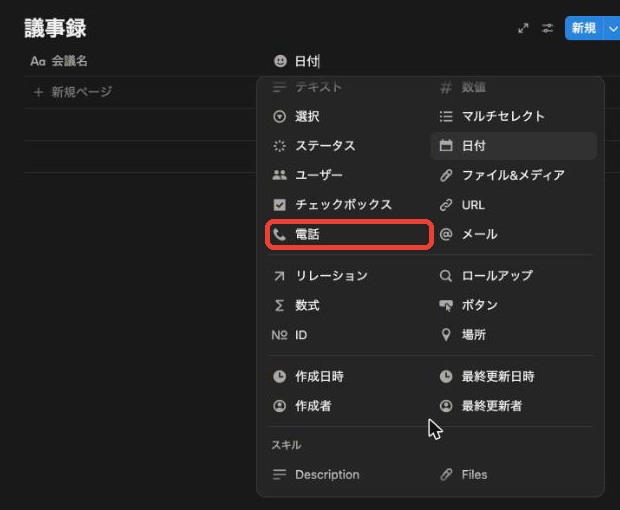 議事録
新規
Aa 会議名
日付
+ 新規ページ
テキスト
# 数値
選択
マルチセレクト
ステータス
日付
ユーザー
ファイル&メディア
チェックボックス
URL
電話
@ メール
リレーション
ロールアップ
Σ 数式
ボタン
№ ID
場所
作成日時
最終更新日時
作成者
最終更新者
スキル
Description
Files